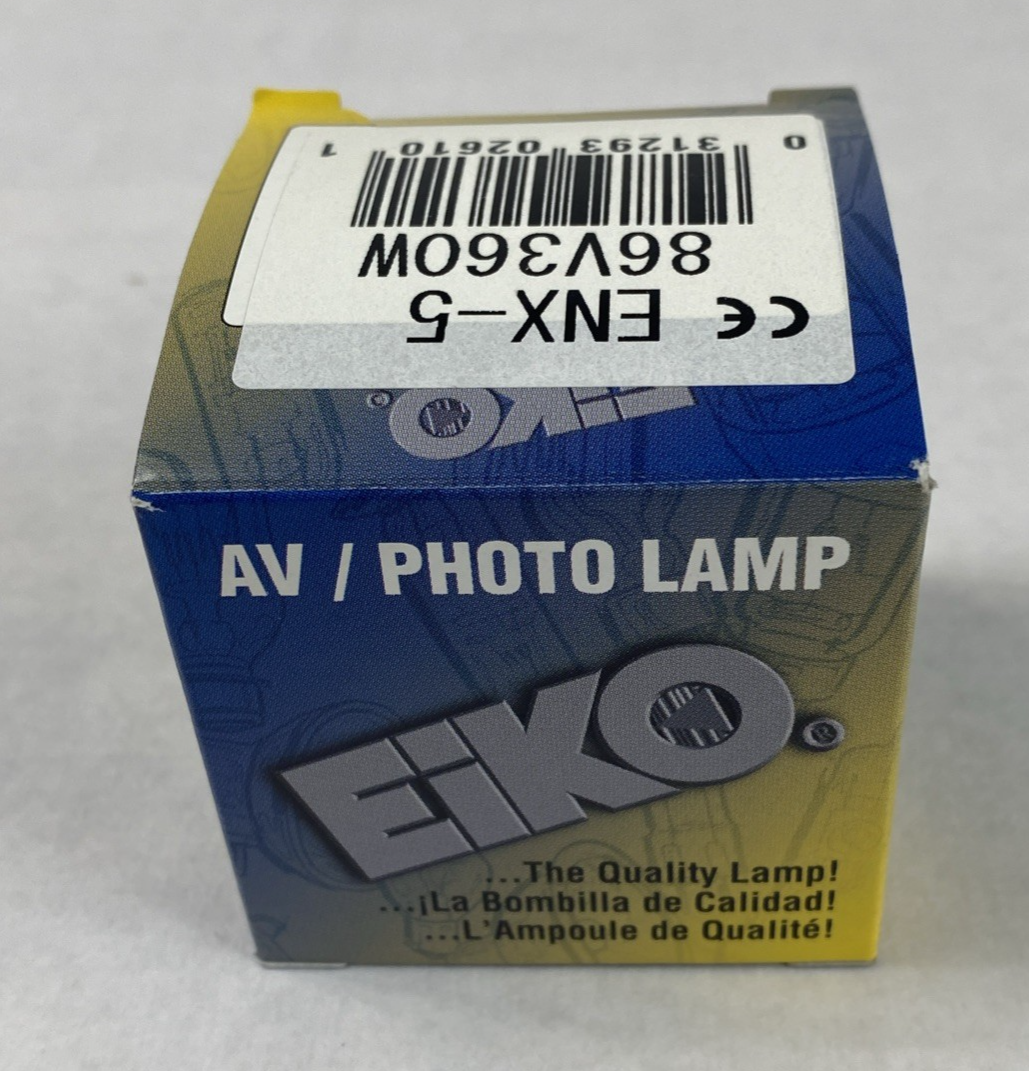 0 31293 02610 1
86V360W
CE ENX-5
EiKO ©
AV / PHOTO LAMP
EiKO®
...The Quality Lamp!
...¡La Bombilla de Calidad!
...L'Ampoule de Qualité!